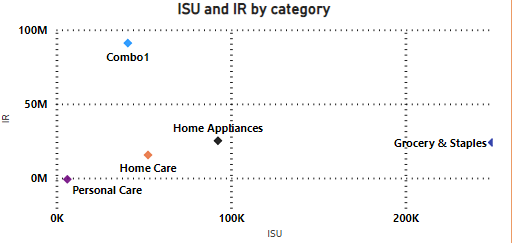 ISU and IR by category
100M
Combo1
50M
IR
Home Appliances
Grocery & Staples
Home Care
0M
Personal Care
0K
100K
200K
ISU